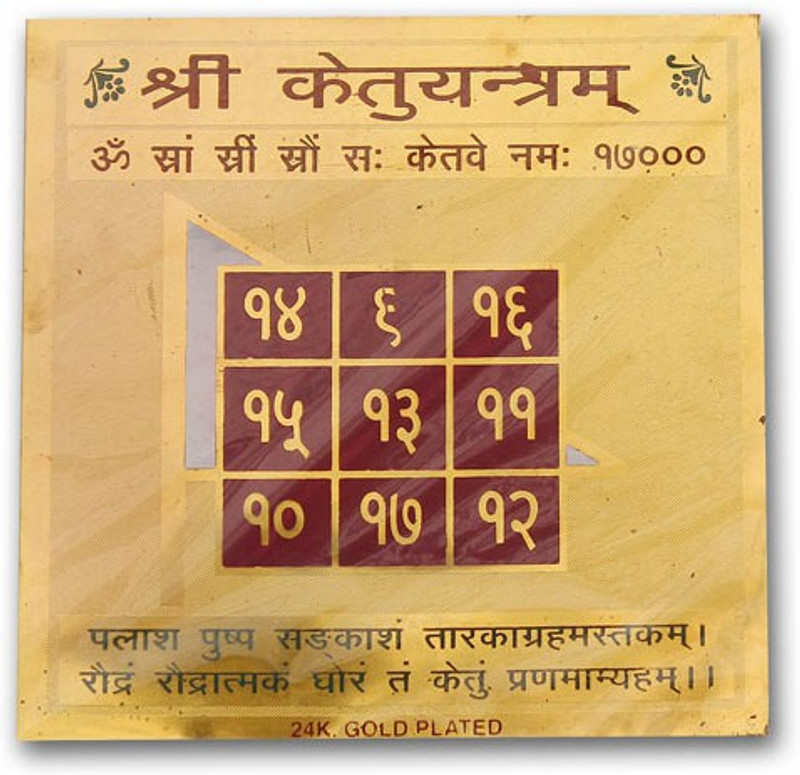 श्री केतुयन्त्रम्
ॐ स्रां स्रीं स्रौं सः केतवे नमः १७०००
१४ ९ १६
१५ १३ ११
१० १७ १२
पलाश पुष्प सङ्काशं तारकाग्रहमस्तकम्।
रौद्रं रौद्रात्मकं घोरं तं केतुं प्रणमाम्यहम्।।
24K. GOLD PLATED